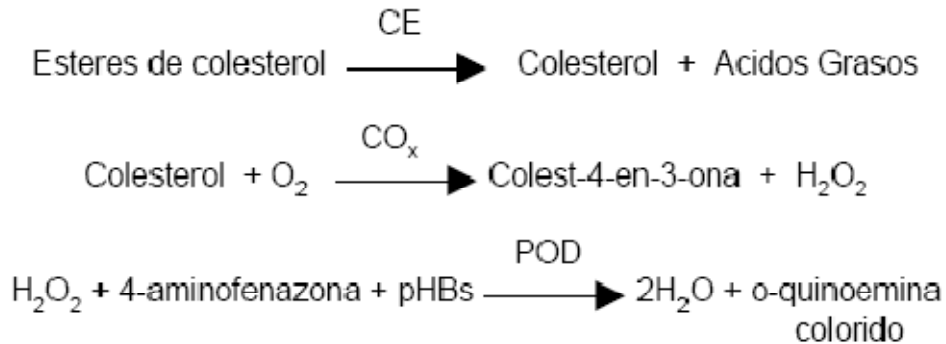 CE
Esteres de colesterol → Colesterol + Acidos Grasos
COₓ
Colesterol + O₂ → Colest-4-en-3-ona + H₂O₂
POD
H₂O₂ + 4-aminofenazona + pHBs → 2H₂O + o-quinoemina
colorido